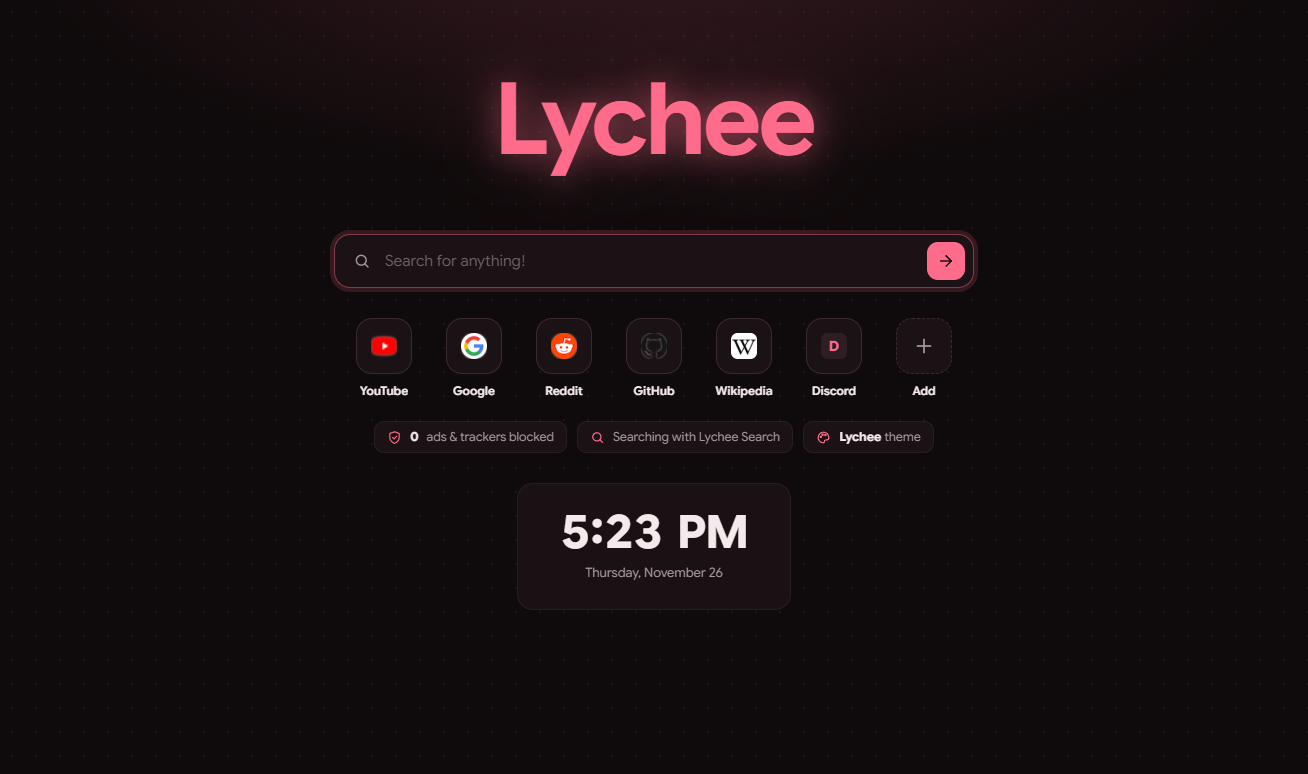 Lychee
Search for anything!
YouTube Google Reddit GitHub Wikipedia Discord Add
0 ads & trackers blocked Searching with Lychee Search Lychee theme
5:23 PM
Thursday, November 26